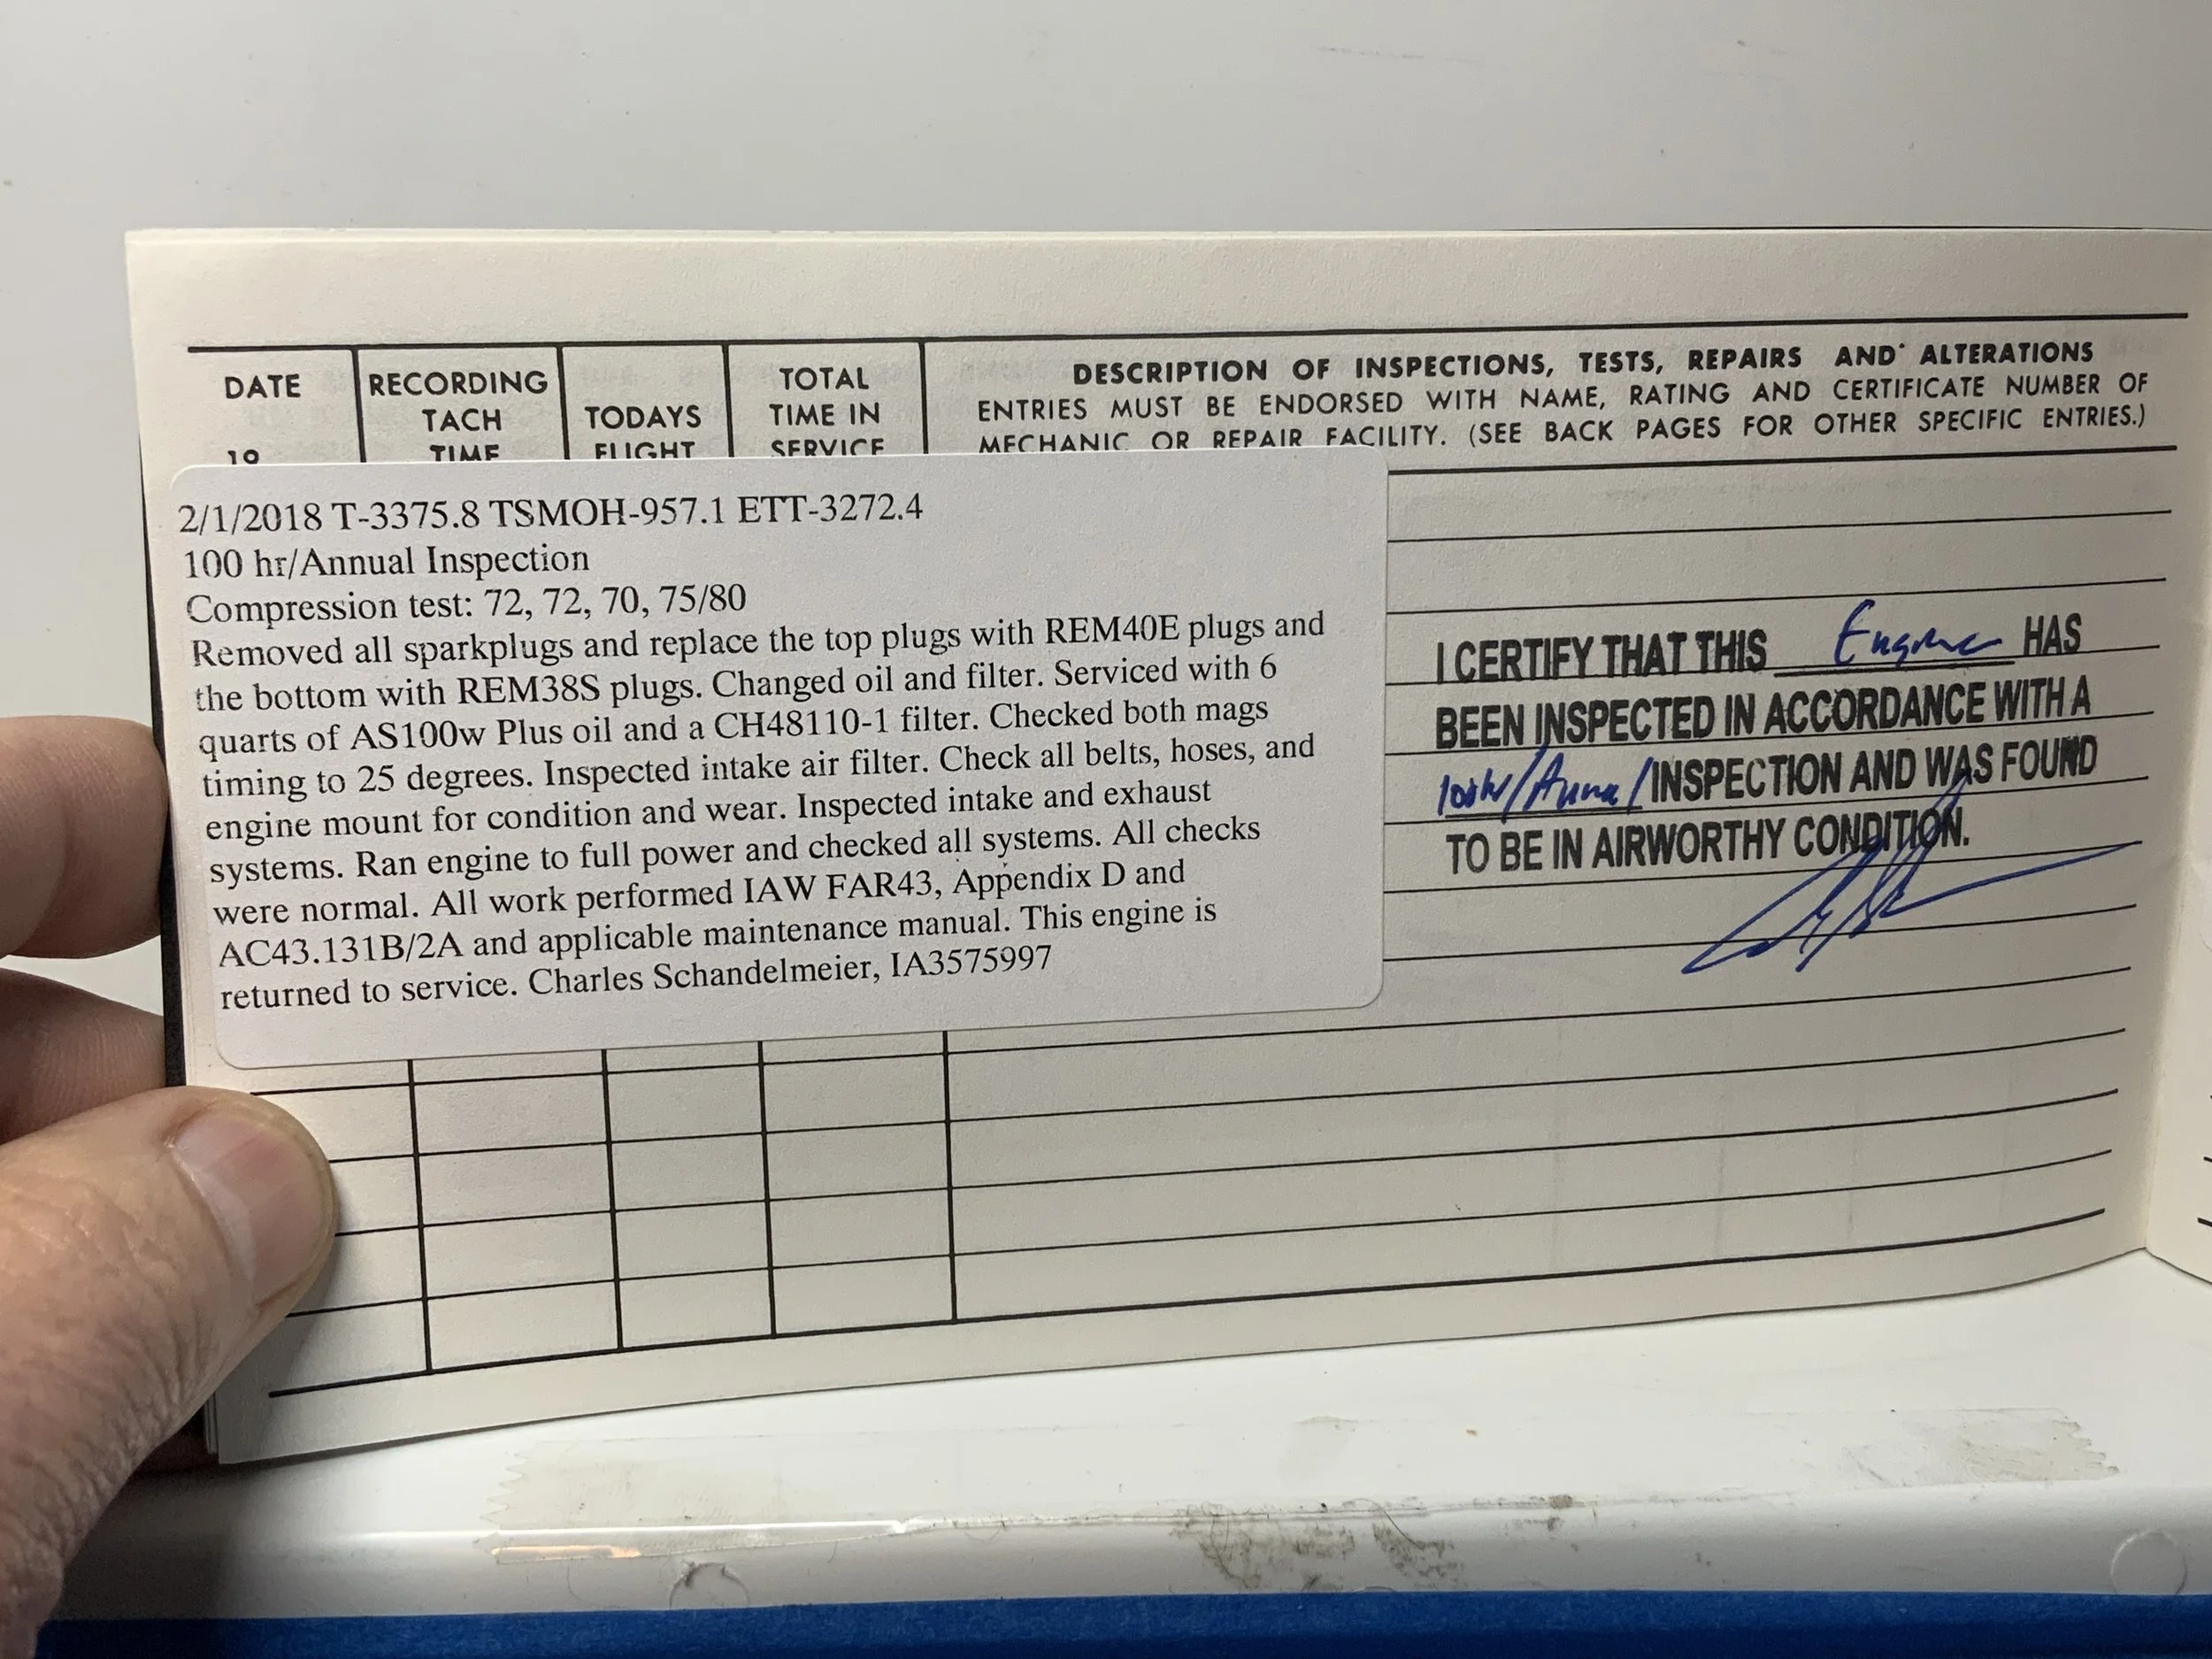 DATE
19
RECORDING
TACH
TIME
TODAYS
FLIGHT
TOTAL
TIME IN
SERVICE
DESCRIPTION OF INSPECTIONS, TESTS, REPAIRS AND ALTERATIONS
ENTRIES MUST BE ENDORSED WITH NAME, RATING AND CERTIFICATE NUMBER OF
MECHANIC OR REPAIR FACILITY. (SEE BACK PAGES FOR OTHER SPECIFIC ENTRIES.)
2/1/2018 T-3375.8 TSMOH-957.1 ETT-3272.4
100 hr/Annual Inspection
Compression test: 72, 72, 70, 75/80
Removed all sparkplugs and replace the top plugs with REM40E plugs and
the bottom with REM38S plugs. Changed oil and filter. Serviced with 6
quarts of AS100w Plus oil and a CH48110-1 filter. Checked both mags
timing to 25 degrees. Inspected intake air filter. Check all belts, hoses, and
engine mount for condition and wear. Inspected intake and exhaust
systems. Ran engine to full power and checked all systems. All checks
were normal. All work performed IAW FAR43, Appendix D and
AC43.131B/2A and applicable maintenance manual. This engine is
returned to service. Charles Schandelmeier, IA3575997
I CERTIFY THAT THIS Engine HAS
BEEN INSPECTED IN ACCORDANCE WITH A
100hr/Annual INSPECTION AND WAS FOUND
TO BE IN AIRWORTHY CONDITION.